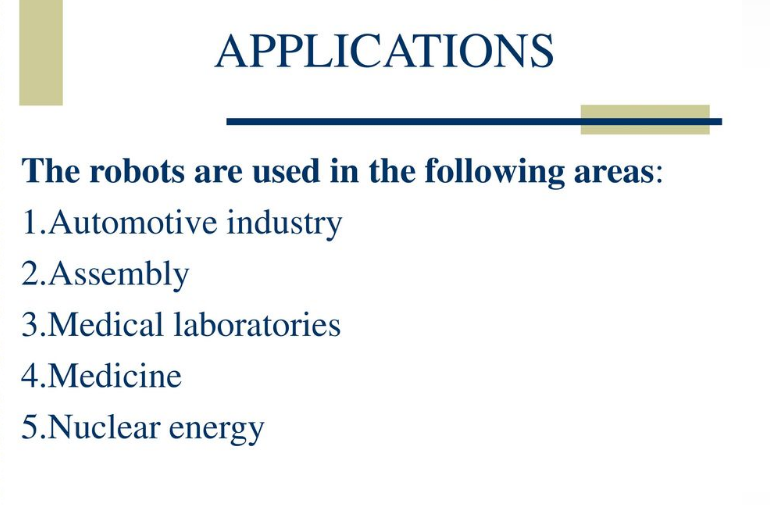 APPLICATIONS
The robots are used in the following areas:
1.Automotive industry
2.Assembly
3.Medical laboratories
4.Medicine
5.Nuclear energy